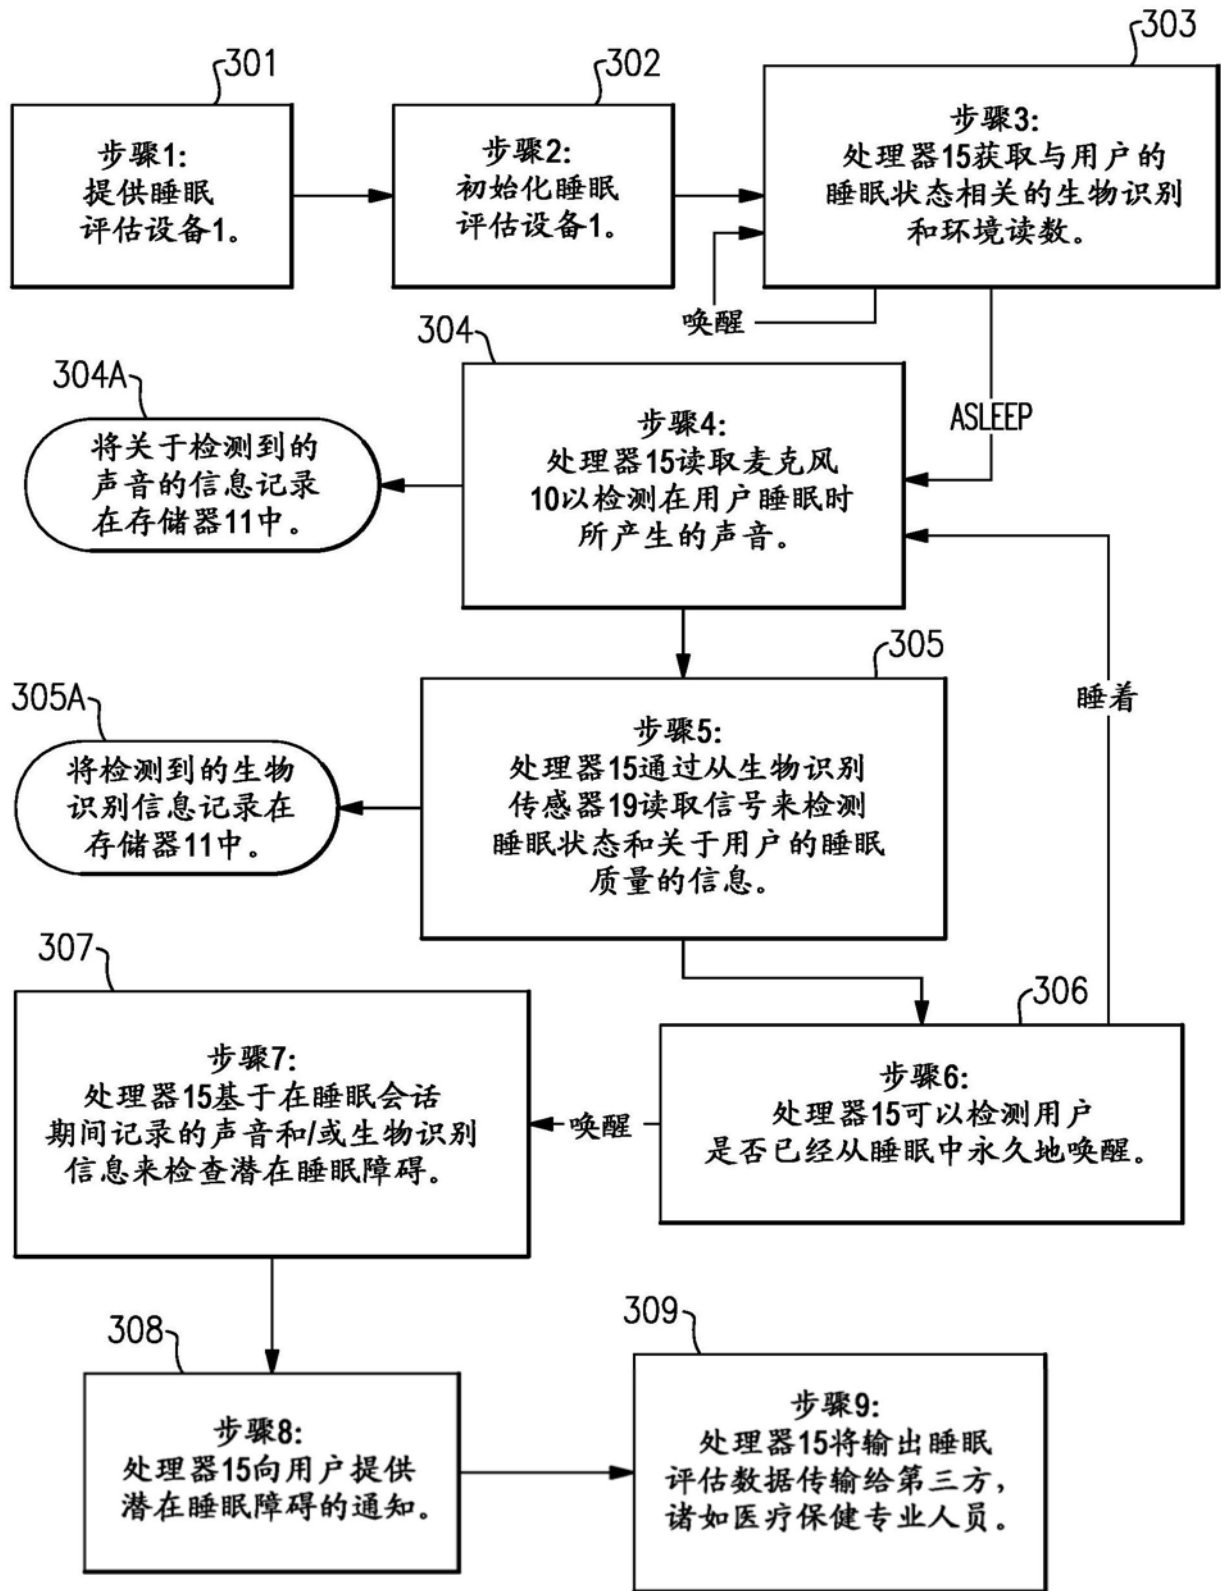 301
步骤1:
提供睡眠
评估设备1。
302
步骤2:
初始化睡眠
评估设备1。
303
步骤3:
处理器15获取与用户的
睡眠状态相关的生物识别
和环境读数。
唤醒
ASLEEP
304
步骤4:
处理器15读取麦克风
10以检测在用户睡眠时
所产生的声音。
304A
将关于检测到的
声音的信息记录
在存储器11中。
305
步骤5:
处理器15通过从生物识别
传感器19读取信号来检测
睡眠状态和关于用户的睡眠
质量的信息。
305A
将检测到的生物
识别信息记录在
存储器11中。
睡着
306
步骤6:
处理器15可以检测用户
是否已经从睡眠中永久地唤醒。
唤醒
307
步骤7:
处理器15基于在睡眠会话
期间记录的声音和/或生物识别
信息来检查潜在睡眠障碍。
308
步骤8:
处理器15向用户提供
潜在睡眠障碍的通知。
309
步骤9:
处理器15将输出睡眠
评估数据传输给第三方,
诸如医疗保健专业人员。